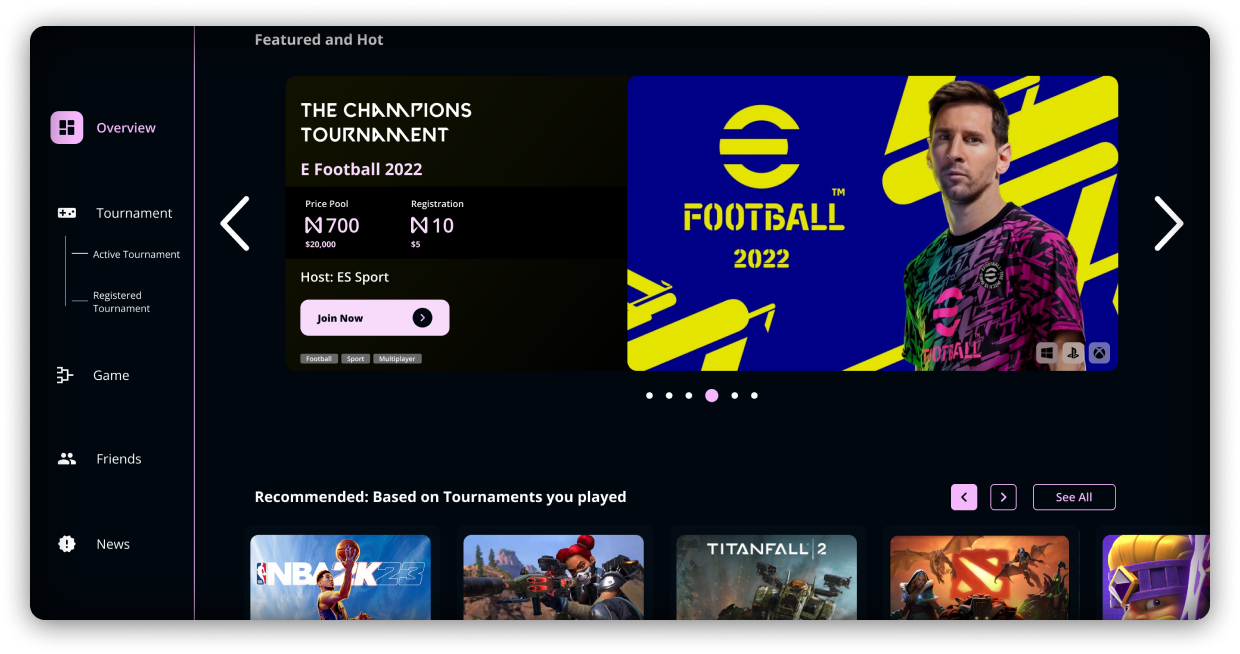 Featured and Hot
Overview
Tournament
Active Tournament
Registered
Tournament
Game
Friends
News
THE CHAMPIONS
TOURNAMENT
E Football 2022
Price Pool
Registration
700
10
$20,000
$5
Host: ES Sport
Join Now
Football
Sport
Multiplayer
FOOTBALL™
2022
FOOTBALL
Recommended: Based on Tournaments you played
See All
NBA 2K23
TITANFALL | 2